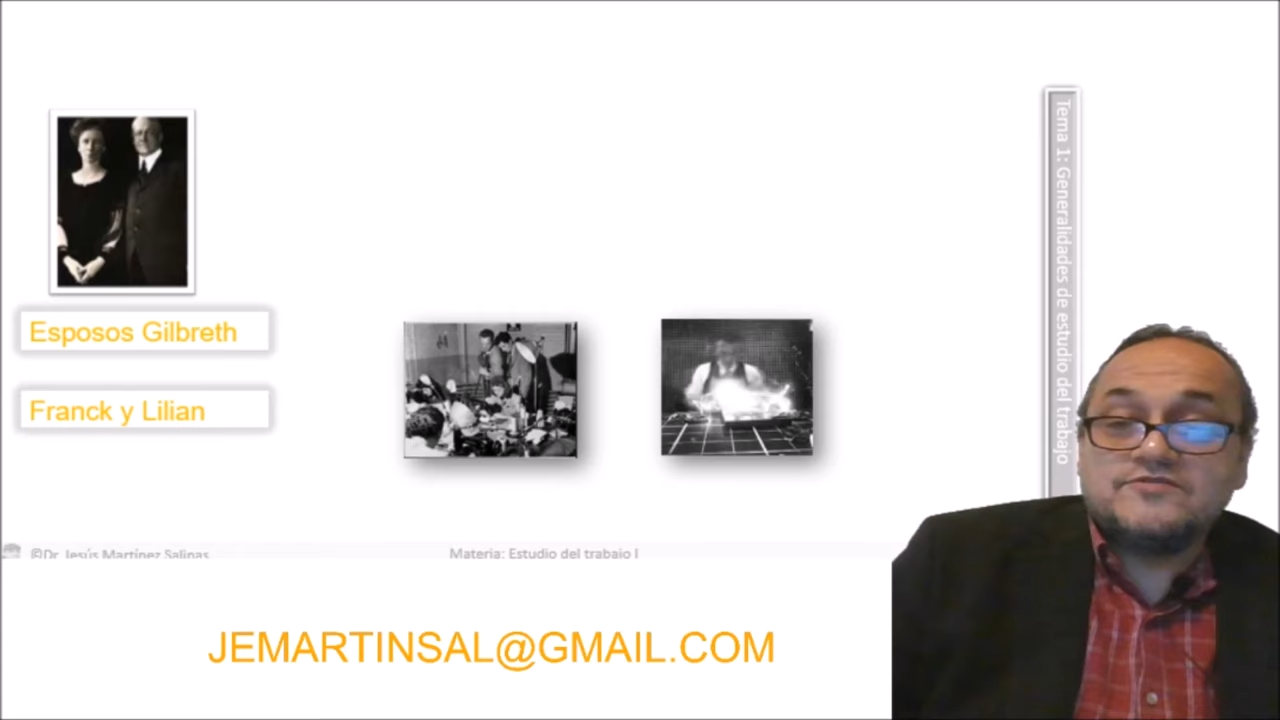 Tema 1: Generalidades de estudio del trabajo
Esposos Gilbreth
Franck y Lilian
©Dr. Jesús Martínez Salinas
Materia: Estudio del trabajo I
JEMARTINSAL@GMAIL.COM